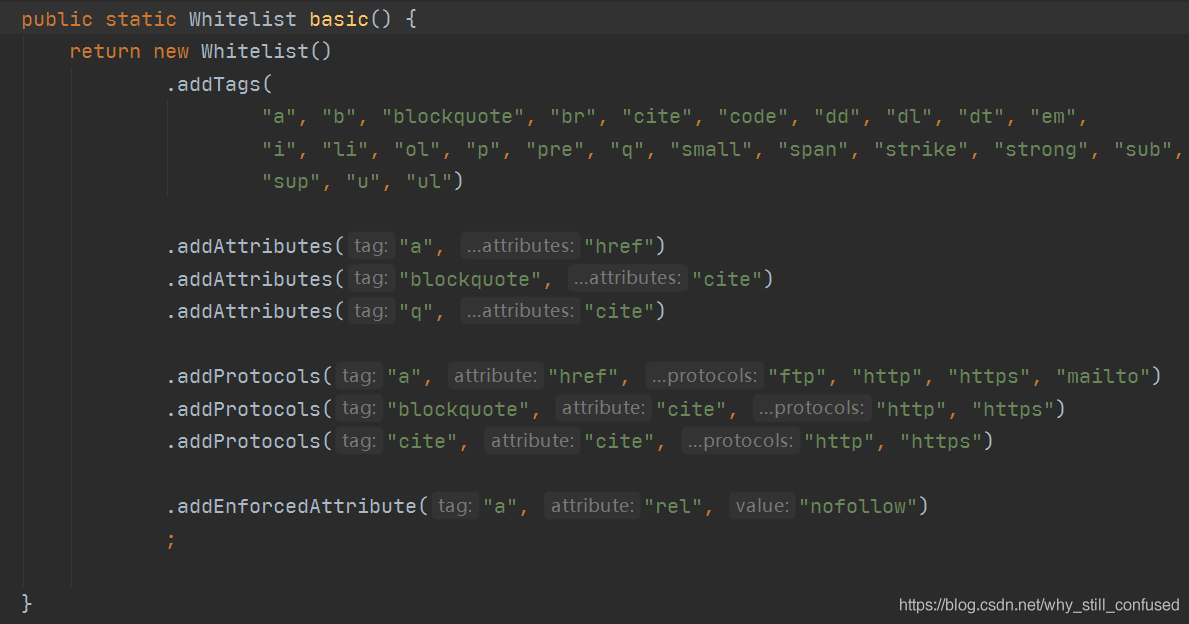 public static Whitelist basic() {
return new Whitelist()
.addTags(
"a", "b", "blockquote", "br", "cite", "code", "dd", "dl", "dt", "em",
"i", "li", "ol", "p", "pre", "q", "small", "span", "strike", "strong", "sub",
"sup", "u", "ul")
.addAttributes( tag: "a", ...attributes: "href")
.addAttributes( tag: "blockquote", ...attributes: "cite")
.addAttributes( tag: "q", ...attributes: "cite")
.addProtocols( tag: "a", attribute: "href", ...protocols: "ftp", "http", "https", "mailto")
.addProtocols( tag: "blockquote", attribute: "cite", ...protocols: "http", "https")
.addProtocols( tag: "cite", attribute: "cite", ...protocols: "http", "https")
.addEnforcedAttribute( tag: "a", attribute: "rel", value: "nofollow")
;
}
https://blog.csdn.net/why_still_confused